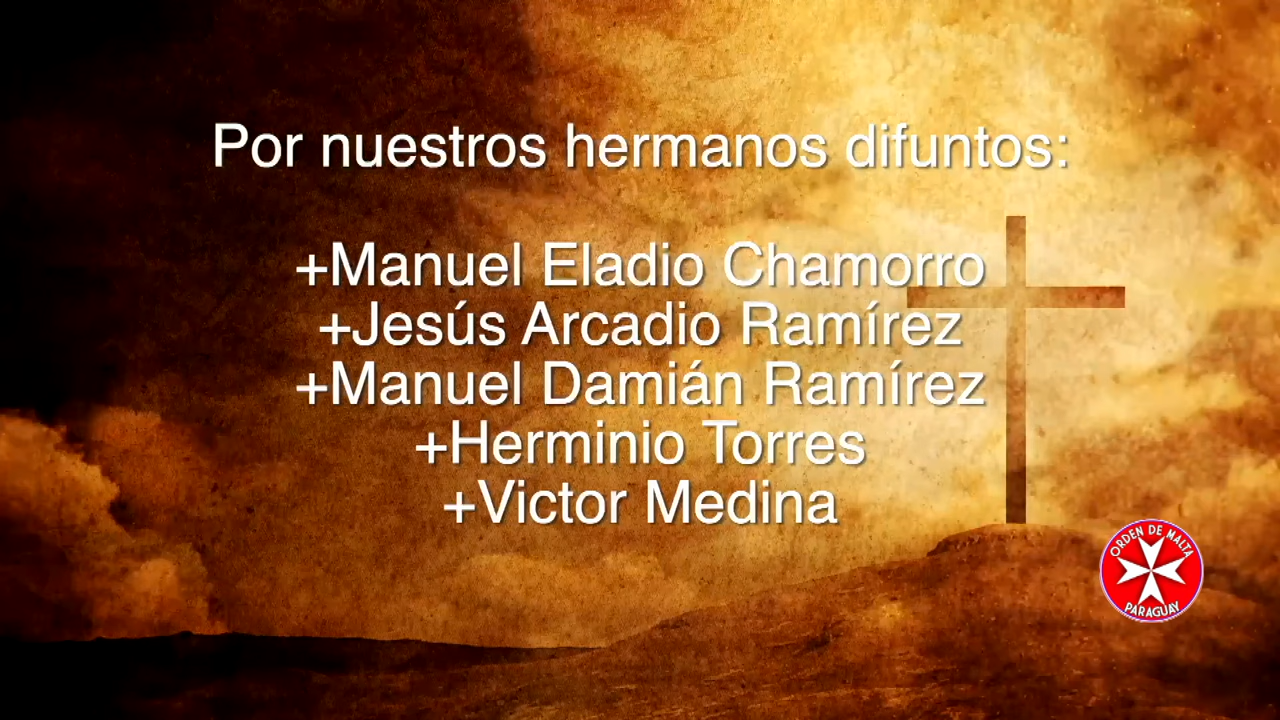 Por nuestros hermanos difuntos:
+Manuel Eladio Chamorro
+Jesús Arcadio Ramírez
+Manuel Damián Ramírez
+Herminio Torres
+Victor Medina
ORDEN DE MALTA
PARAGUAY